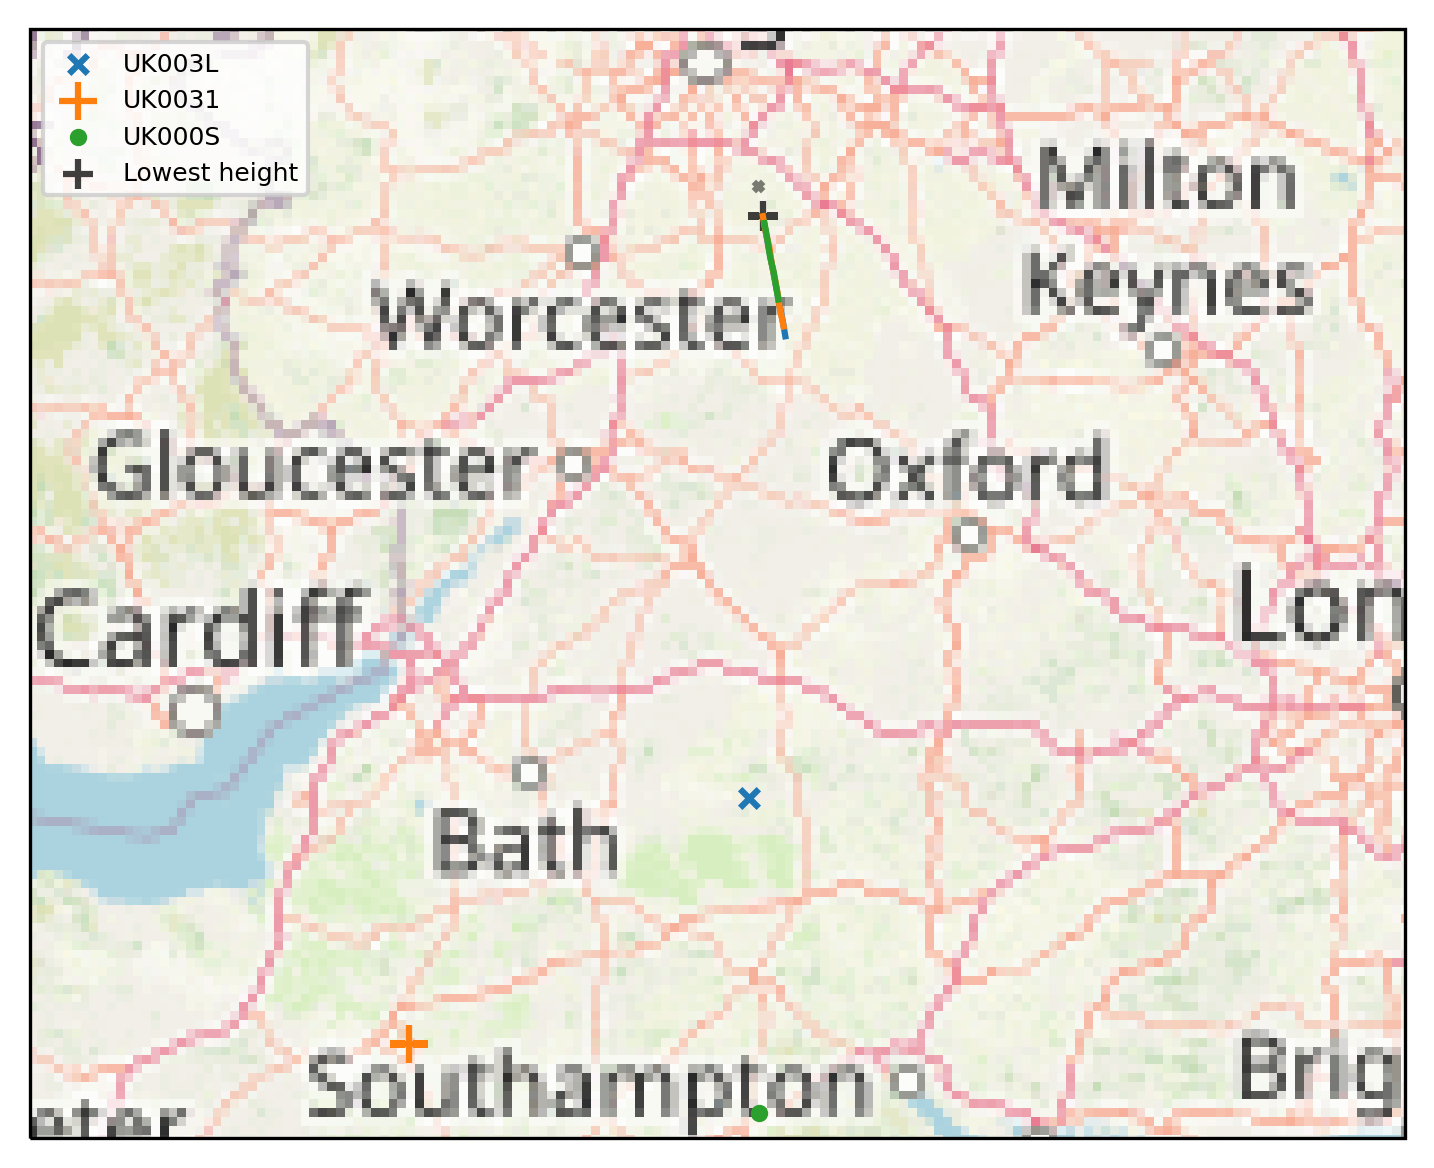 UK003L
UK0031
UK000S
Lowest height
Milton
Keynes
Worcester
Gloucester
Oxford
Cardiff
Lon
Bath
Southampton
Brig
eter